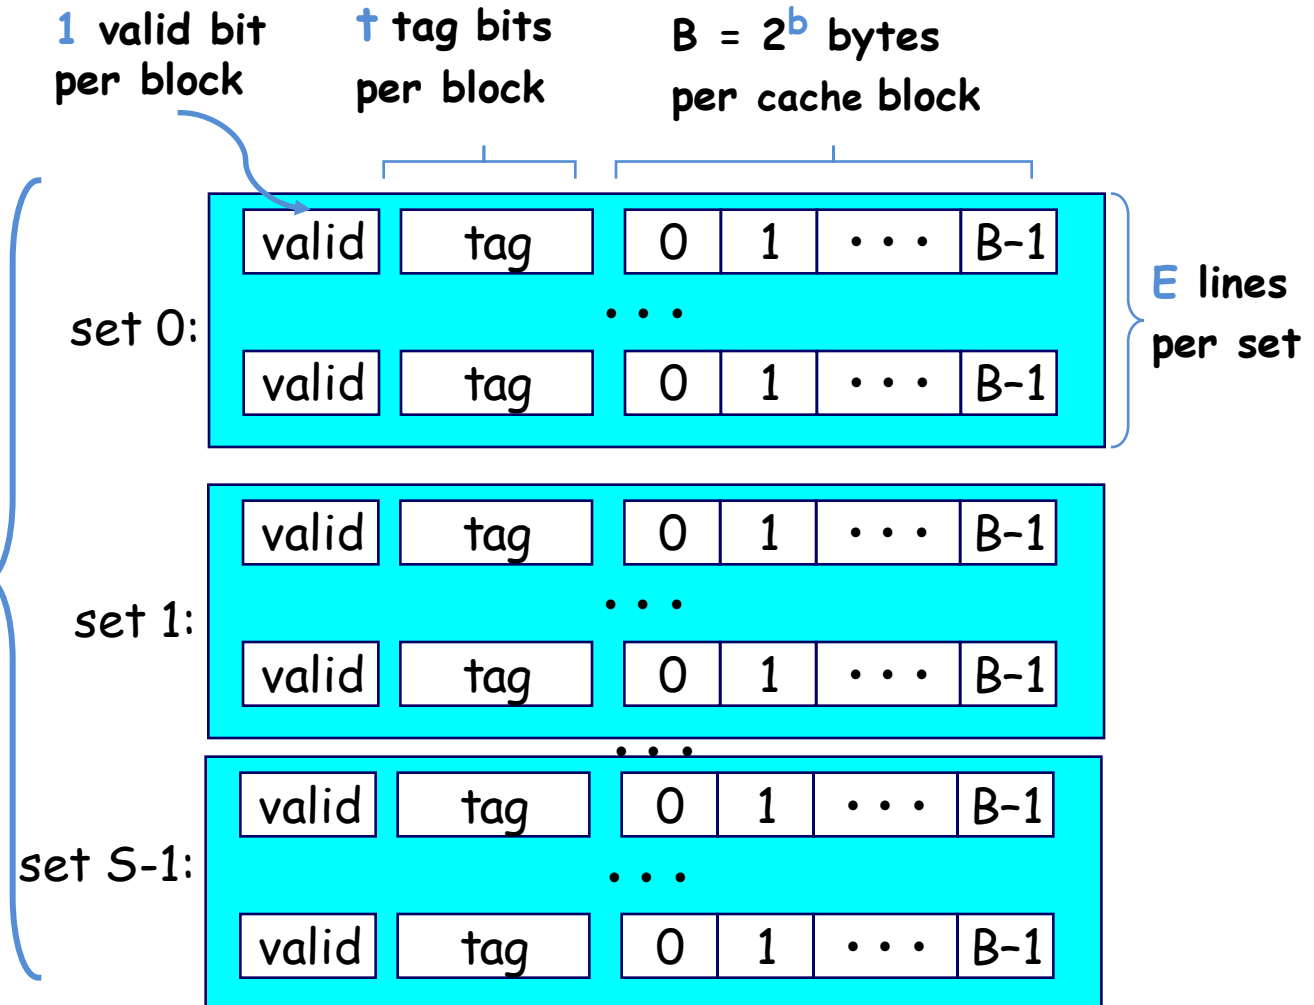 1 valid bit
per block
t tag bits
per block
B = 2^b bytes
per cache block
valid tag 0 1 • • • B-1
• • •
set 0:
E lines
per set
valid tag 0 1 • • • B-1
valid tag 0 1 • • • B-1
• • •
set 1:
valid tag 0 1 • • • B-1
• • •
valid tag 0 1 • • • B-1
set S-1:
• • •
valid tag 0 1 • • • B-1